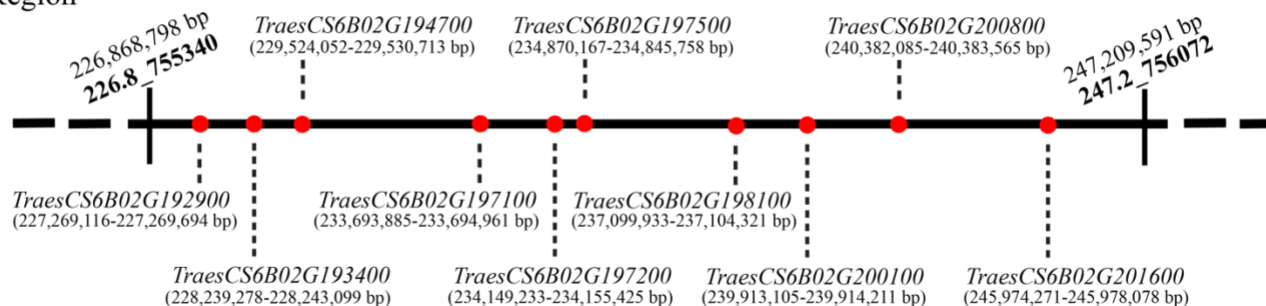 226,868,798 bp
226.8_755340
TraesCS6B02G194700
(229,524,052-229,530,713 bp)
TraesCS6B02G197500
(234,870,167-234,845,758 bp)
TraesCS6B02G200800
(240,382,085-240,383,565 bp)
247,209,591 bp
247.2_756072
TraesCS6B02G192900
(227,269,116-227,269,694 bp)
TraesCS6B02G197100
(233,693,885-233,694,961 bp)
TraesCS6B02G198100
(237,099,933-237,104,321 bp)
TraesCS6B02G193400
(228,239,278-228,243,099 bp)
TraesCS6B02G197200
(234,149,233-234,155,425 bp)
TraesCS6B02G200100
(239,913,105-239,914,211 bp)
TraesCS6B02G201600
(245,974,271-245,978,078 bp)